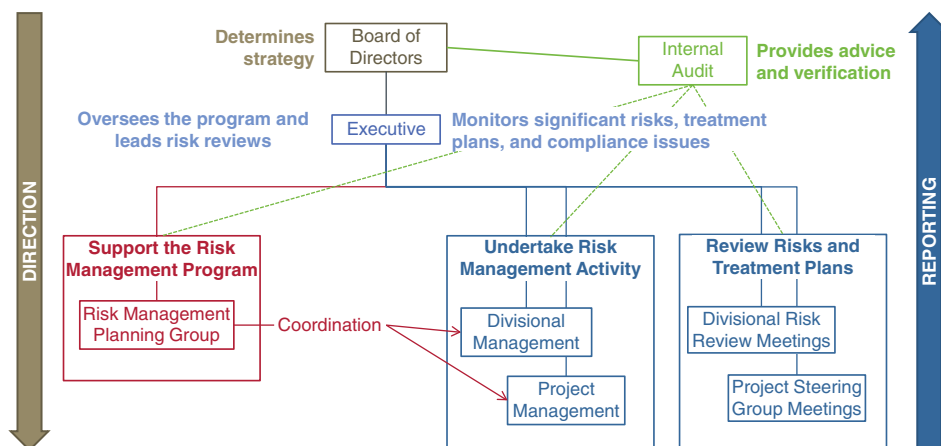 DIRECTION
Determines
strategy
Board of
Directors
Internal
Audit
Provides advice
and verification
Oversees the program and
leads risk reviews
Executive
Monitors significant risks, treatment
plans, and compliance issues
Support the Risk
Management Program
Risk Management
Planning Group
Coordination
Undertake Risk
Management Activity
Divisional
Management
Project
Management
Review Risks and
Treatment Plans
Divisional Risk
Review Meetings
Project Steering
Group Meetings
REPORTING